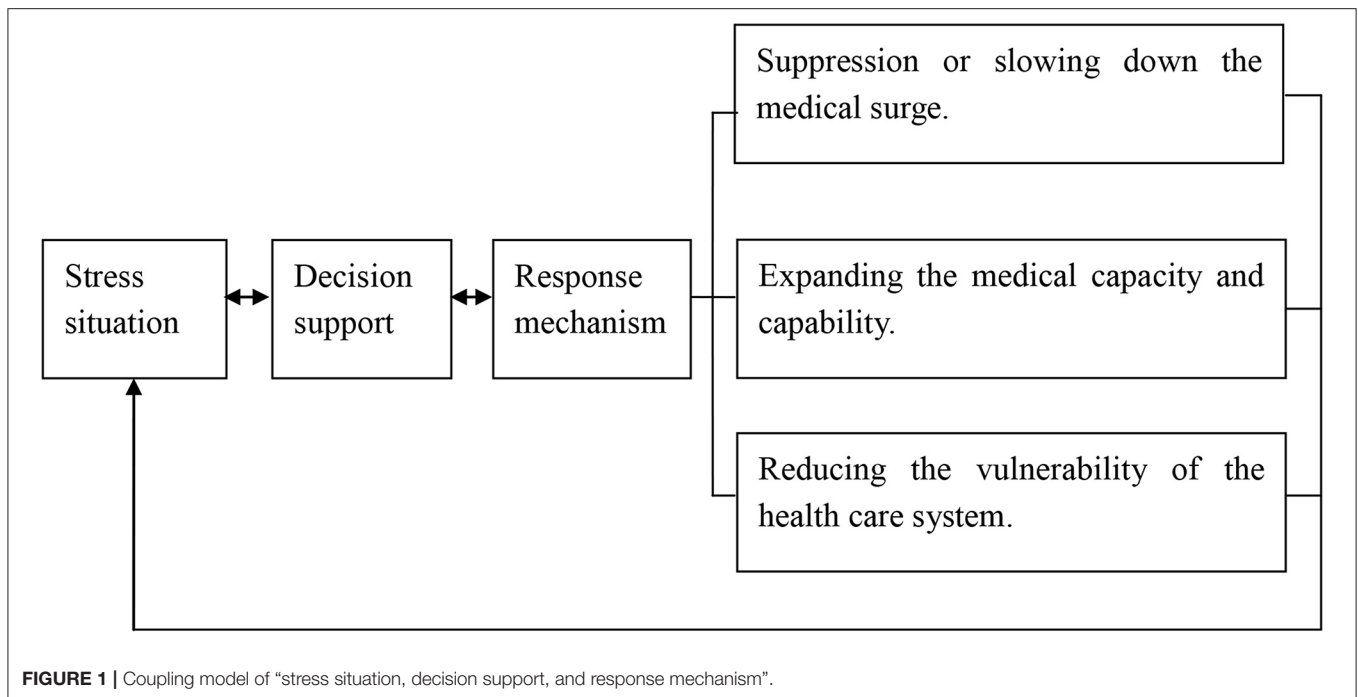 Suppression or slowing down the
medical surge.
Stress
situation
Decision
support
Response
mechanism
Expanding the medical capacity and
capability.
Reducing the vulnerability of the
health care system.
FIGURE 1 | Coupling model of “stress situation, decision support, and response mechanism”.